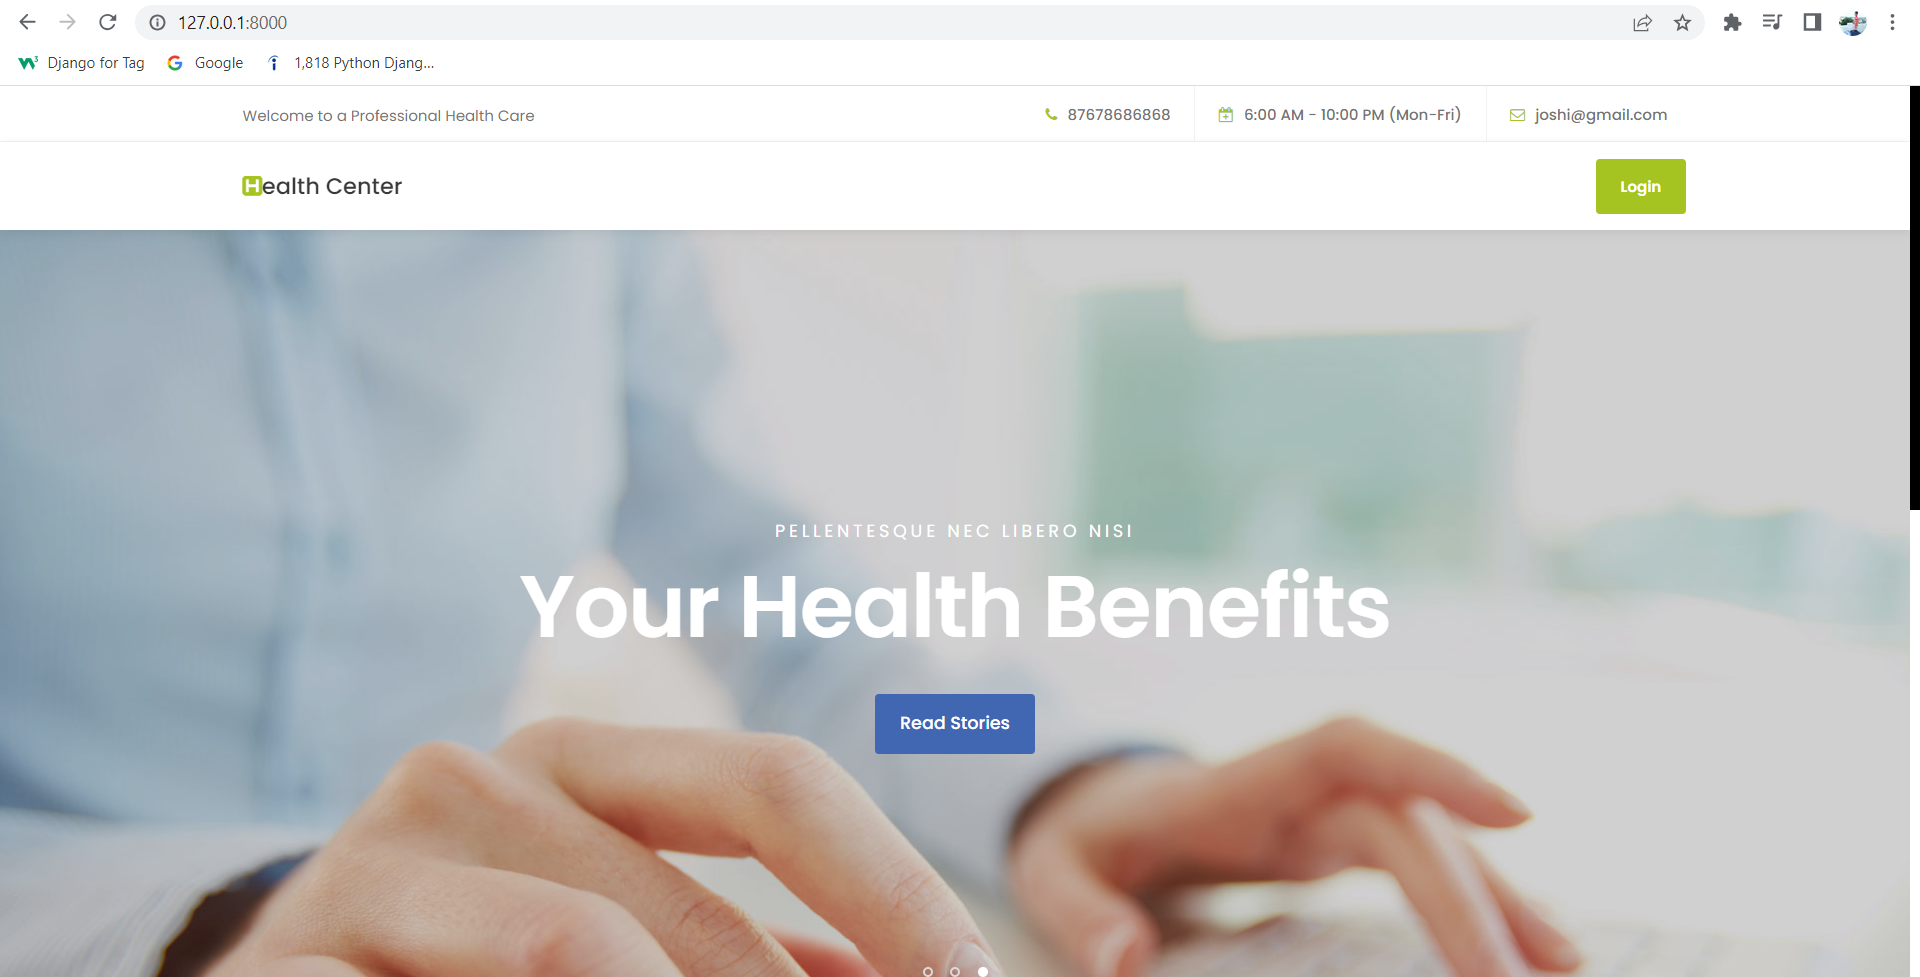 127.0.0.1:8000
Django for Tag Google 1,818 Python Djang...
Welcome to a Professional Health Care 87678686868 6:00 AM - 10:00 PM (Mon-Fri) joshi@gmail.com
Health Center Login
PELLENTESQUE NEC LIBERO NISI
Your Health Benefits
Read Stories